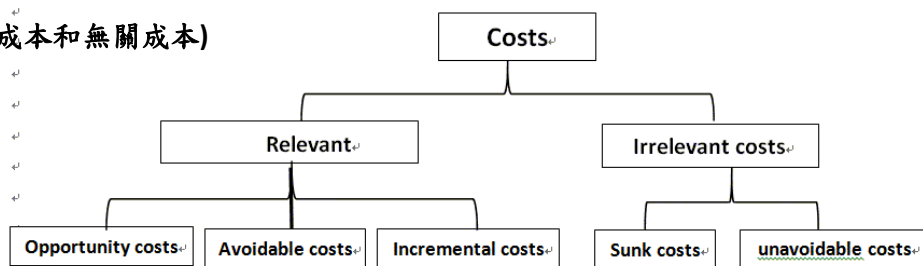 成本和無關成本)
Costs
Relevant
Irrelevant costs
Opportunity costs
Avoidable costs
Incremental costs
Sunk costs
unavoidable costs